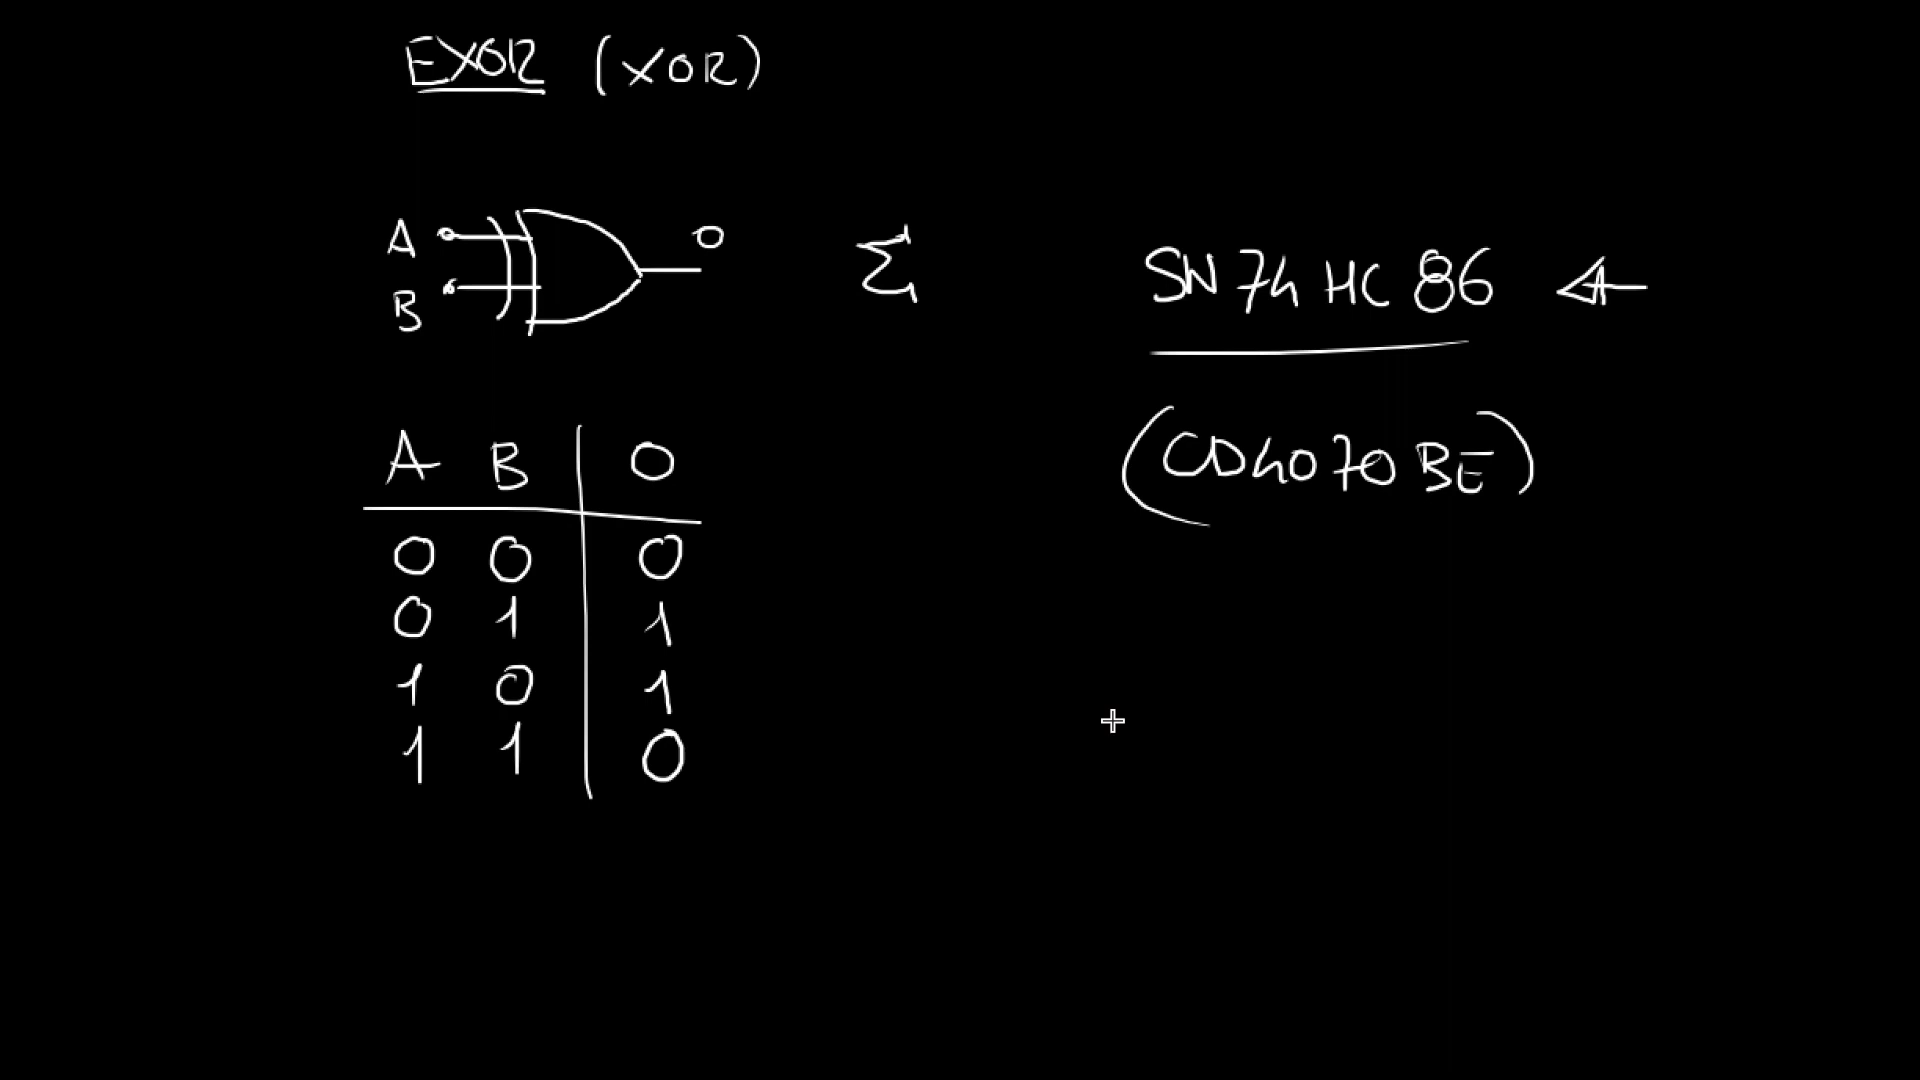 EXOR (XOR)
A
B
O
Σ
SN74HC86
(CD4070BE)
A B O
0 0 0
0 1 1
1 0 1
1 1 0